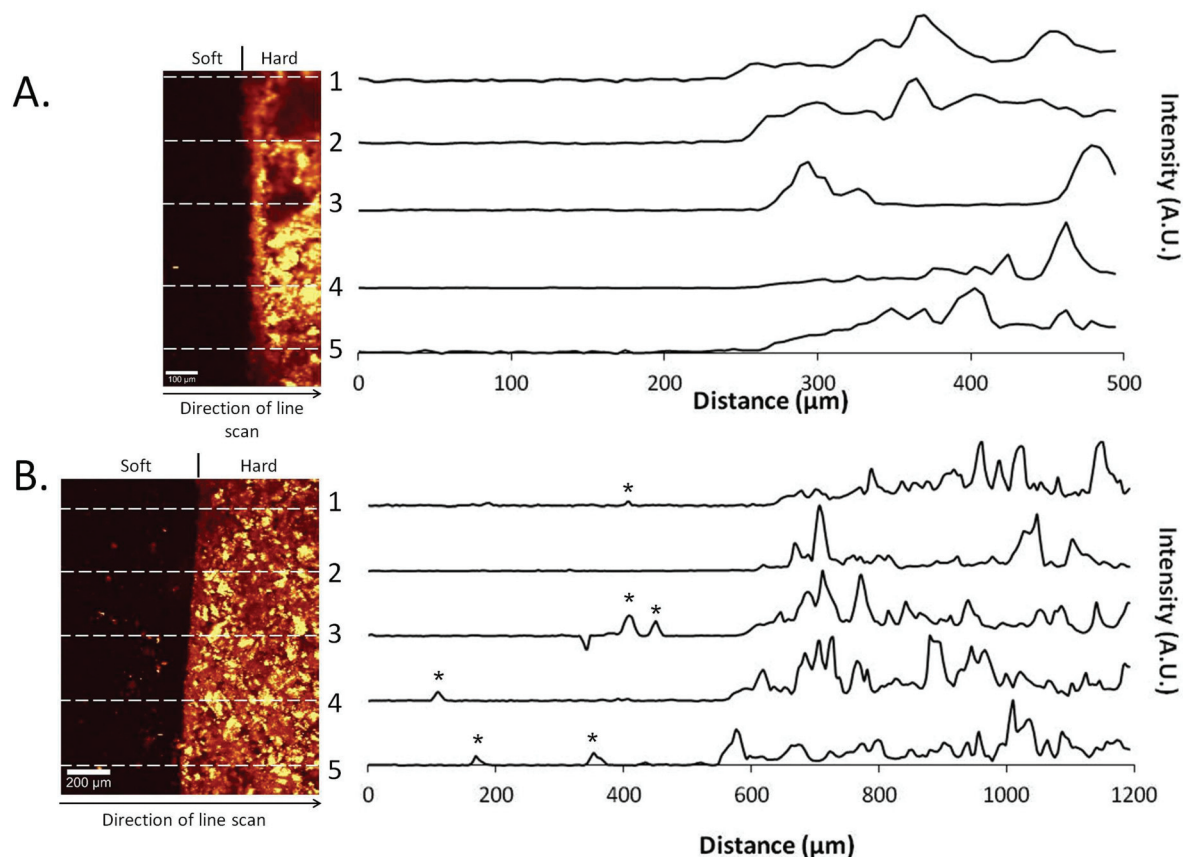 Soft | Hard
A.
1
2
3
4
5
100 µm
Direction of line
scan
0 100 200 300 400 500
Distance (µm)
Intensity (A.U.)
Soft | Hard
B.
1 *
2
3 * *
4 *
5 * *
200 µm
Direction of line scan
0 200 400 600 800 1000 1200
Distance (µm)
Intensity (A.U.)